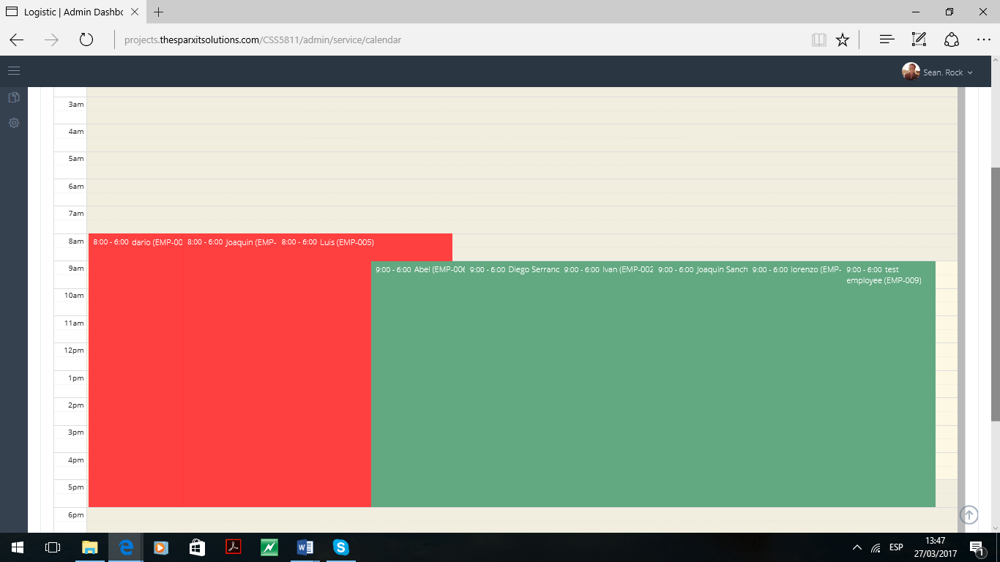 Logistic | Admin Dashbo
projects.thesparxitsolutions.com/CSS5811/admin/service/calendar
Sean. Rock
3am
4am
5am
6am
7am
8am
8:00 - 6:00 dario (EMP-00
8:00 - 6:00 Joaquin (EMP-
8:00 - 6:00 Luis (EMP-005)
9am
9:00 - 6:00 Abel (EMP-006
9:00 - 6:00 Diego Serrano
9:00 - 6:00 Ivan (EMP-002
9:00 - 6:00 Joaquin Sanch
9:00 - 6:00 lorenzo (EMP-
9:00 - 6:00 test
employee (EMP-009)
10am
11am
12pm
1pm
2pm
3pm
4pm
5pm
6pm
ESP
13:47
27/03/2017
1